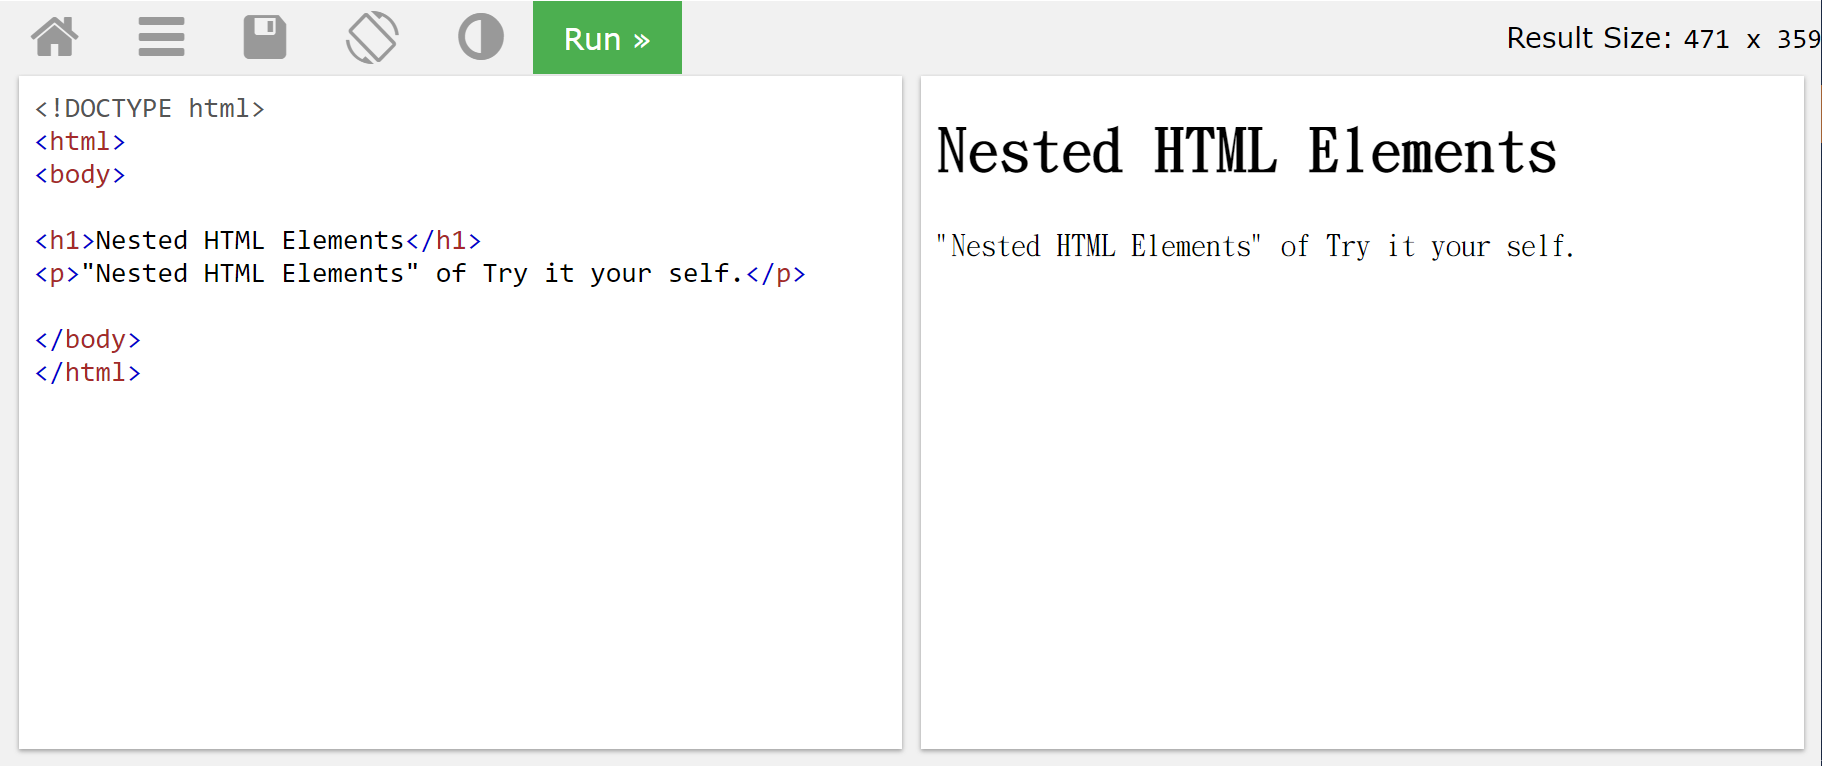 Run »
Result Size: 471 x 359
<!DOCTYPE html>
<html>
<body>
<h1>Nested HTML Elements</h1>
<p>"Nested HTML Elements" of Try it your self.</p>
</body>
</html>
Nested HTML Elements
"Nested HTML Elements" of Try it your self.